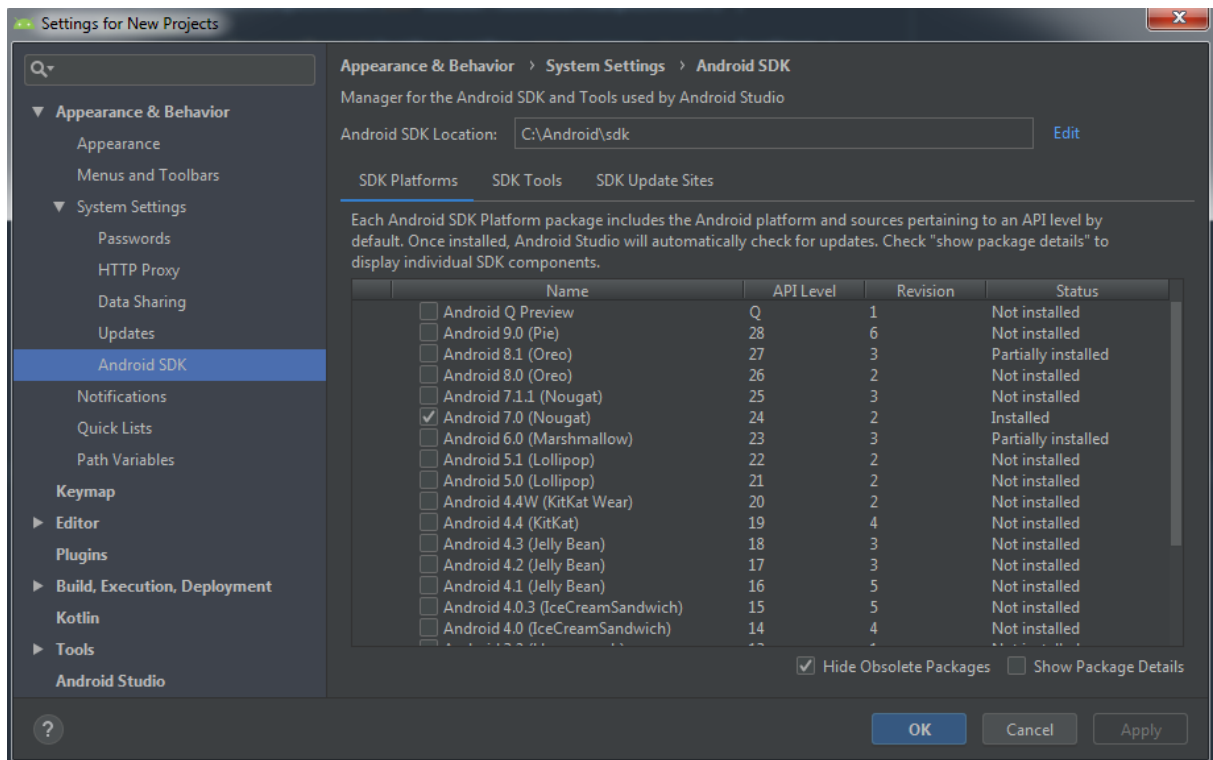 Settings for New Projects
Appearance & Behavior
Appearance
Menus and Toolbars
System Settings
Passwords
HTTP Proxy
Data Sharing
Updates
Android SDK
Notifications
Quick Lists
Path Variables
Keymap
Editor
Plugins
Build, Execution, Deployment
Kotlin
Tools
Android Studio
Appearance & Behavior › System Settings › Android SDK
Manager for the Android SDK and Tools used by Android Studio
Android SDK Location: C:\Android\sdk Edit
SDK Platforms SDK Tools SDK Update Sites
Each Android SDK Platform package includes the Android platform and sources pertaining to an API level by
default. Once installed, Android Studio will automatically check for updates. Check "show package details" to
display individual SDK components.
Name API Level Revision Status
Android Q Preview Q 1 Not installed
Android 9.0 (Pie) 28 6 Not installed
Android 8.1 (Oreo) 27 3 Partially installed
Android 8.0 (Oreo) 26 2 Not installed
Android 7.1.1 (Nougat) 25 3 Not installed
Android 7.0 (Nougat) 24 2 Installed
Android 6.0 (Marshmallow) 23 3 Partially installed
Android 5.1 (Lollipop) 22 2 Not installed
Android 5.0 (Lollipop) 21 2 Not installed
Android 4.4W (KitKat Wear) 20 2 Not installed
Android 4.4 (KitKat) 19 4 Not installed
Android 4.3 (Jelly Bean) 18 3 Not installed
Android 4.2 (Jelly Bean) 17 3 Not installed
Android 4.1 (Jelly Bean) 16 5 Not installed
Android 4.0.3 (IceCreamSandwich) 15 5 Not installed
Android 4.0 (IceCreamSandwich) 14 4 Not installed
Hide Obsolete Packages Show Package Details
? OK Cancel Apply